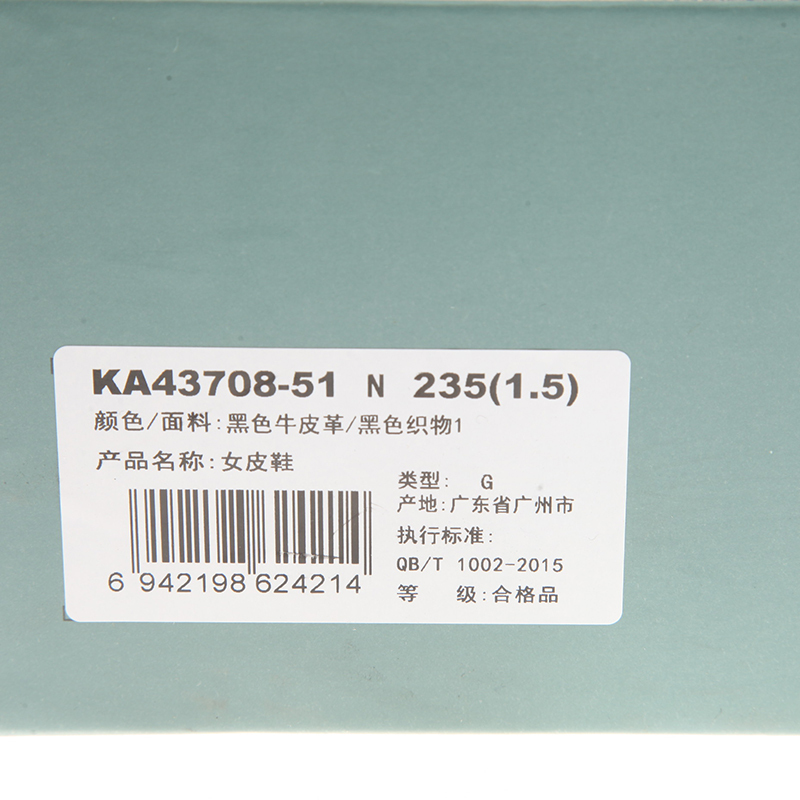 KA43708-51 N 235(1.5)
颜色/面料:黑色牛皮革/黑色织物1
产品名称:女皮鞋
类型: G
产地:广东省广州市
执行标准:
QB/T 1002-2015
等 级:合格品
6 942198 624214